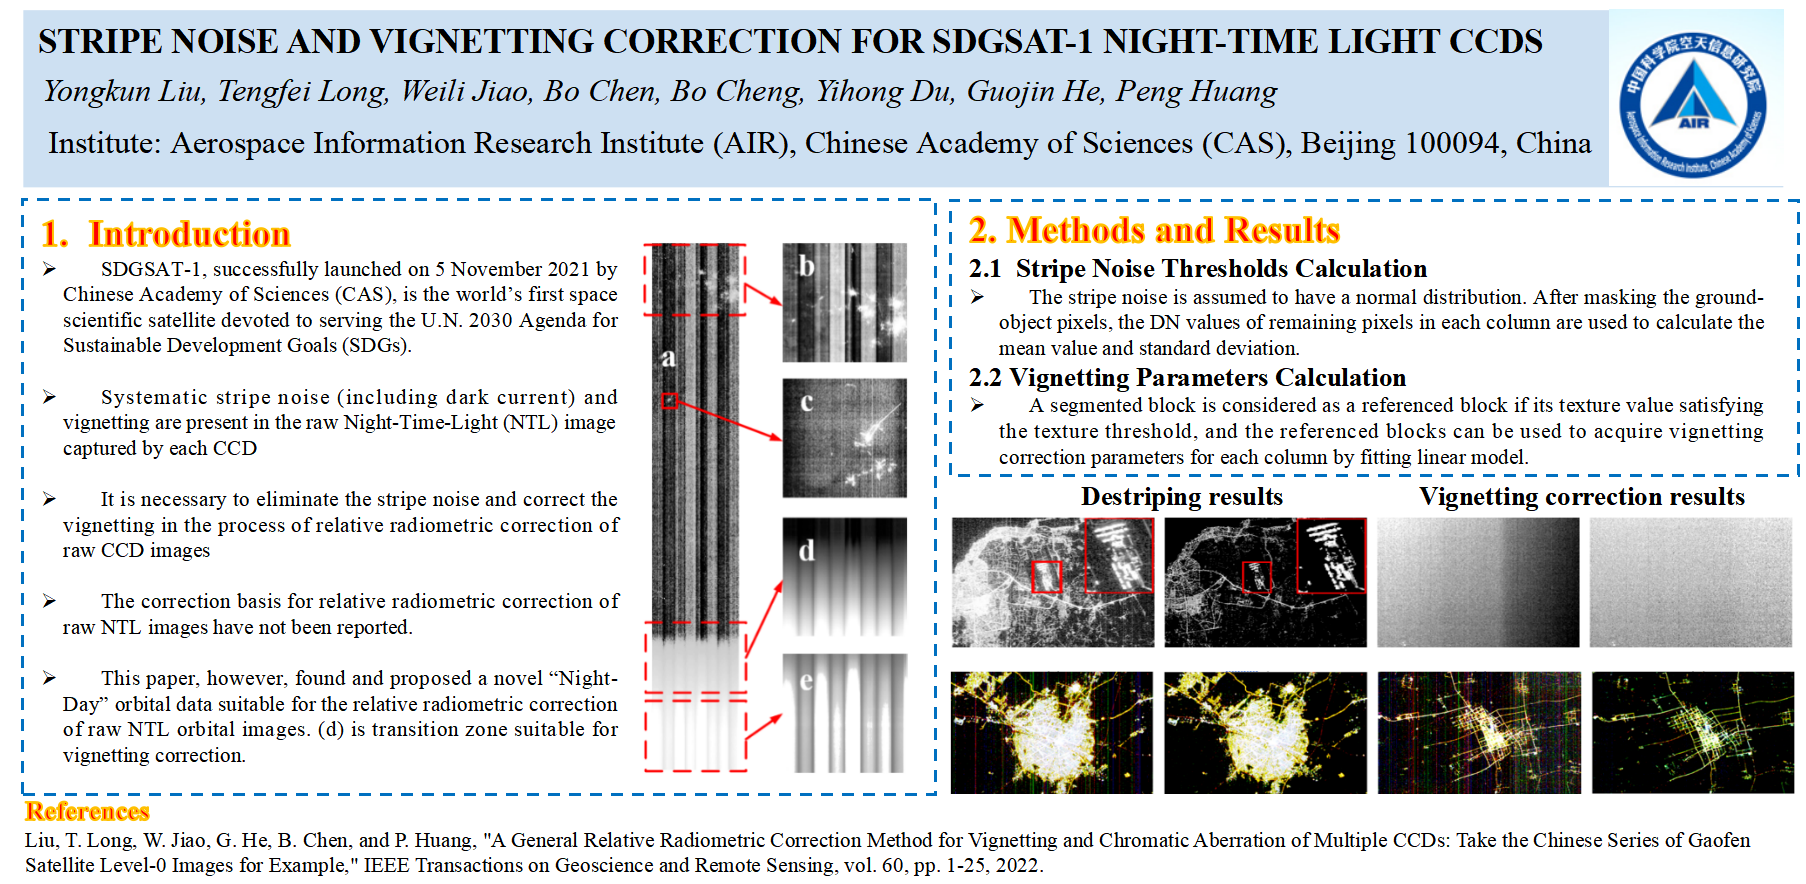 STRIPE NOISE AND VIGNETTING CORRECTION FOR SDGSAT-1 NIGHT-TIME LIGHT CCDS
Yongkun Liu, Tengfei Long, Weili Jiao, Bo Chen, Bo Cheng, Yihong Du, Guojin He, Peng Huang
Institute: Aerospace Information Research Institute (AIR), Chinese Academy of Sciences (CAS), Beijing 100094, China
中国科学院空天信息研究院
AIR
Aerospace Information Research Institute, Chinese Academy of Sciences
1. Introduction
➢ SDGSAT-1, successfully launched on 5 November 2021 by
Chinese Academy of Sciences (CAS), is the world’s first space
scientific satellite devoted to serving the U.N. 2030 Agenda for
Sustainable Development Goals (SDGs).
➢ Systematic stripe noise (including dark current) and
vignetting are present in the raw Night-Time-Light (NTL) image
captured by each CCD
➢ It is necessary to eliminate the stripe noise and correct the
vignetting in the process of relative radiometric correction of
raw CCD images
➢ The correction basis for relative radiometric correction of
raw NTL images have not been reported.
➢ This paper, however, found and proposed a novel “Night-
Day” orbital data suitable for the relative radiometric correction
of raw NTL orbital images. (d) is transition zone suitable for
vignetting correction.
a
b
c
d
e
2. Methods and Results
2.1 Stripe Noise Thresholds Calculation
➢ The stripe noise is assumed to have a normal distribution. After masking the ground-
object pixels, the DN values of remaining pixels in each column are used to calculate the
mean value and standard deviation.
2.2 Vignetting Parameters Calculation
➢ A segmented block is considered as a referenced block if its texture value satisfying
the texture threshold, and the referenced blocks can be used to acquire vignetting
correction parameters for each column by fitting linear model.
Destriping results
Vignetting correction results
References
Liu, T. Long, W. Jiao, G. He, B. Chen, and P. Huang, "A General Relative Radiometric Correction Method for Vignetting and Chromatic Aberration of Multiple CCDs: Take the Chinese Series of Gaofen
Satellite Level-0 Images for Example," IEEE Transactions on Geoscience and Remote Sensing, vol. 60, pp. 1-25, 2022.